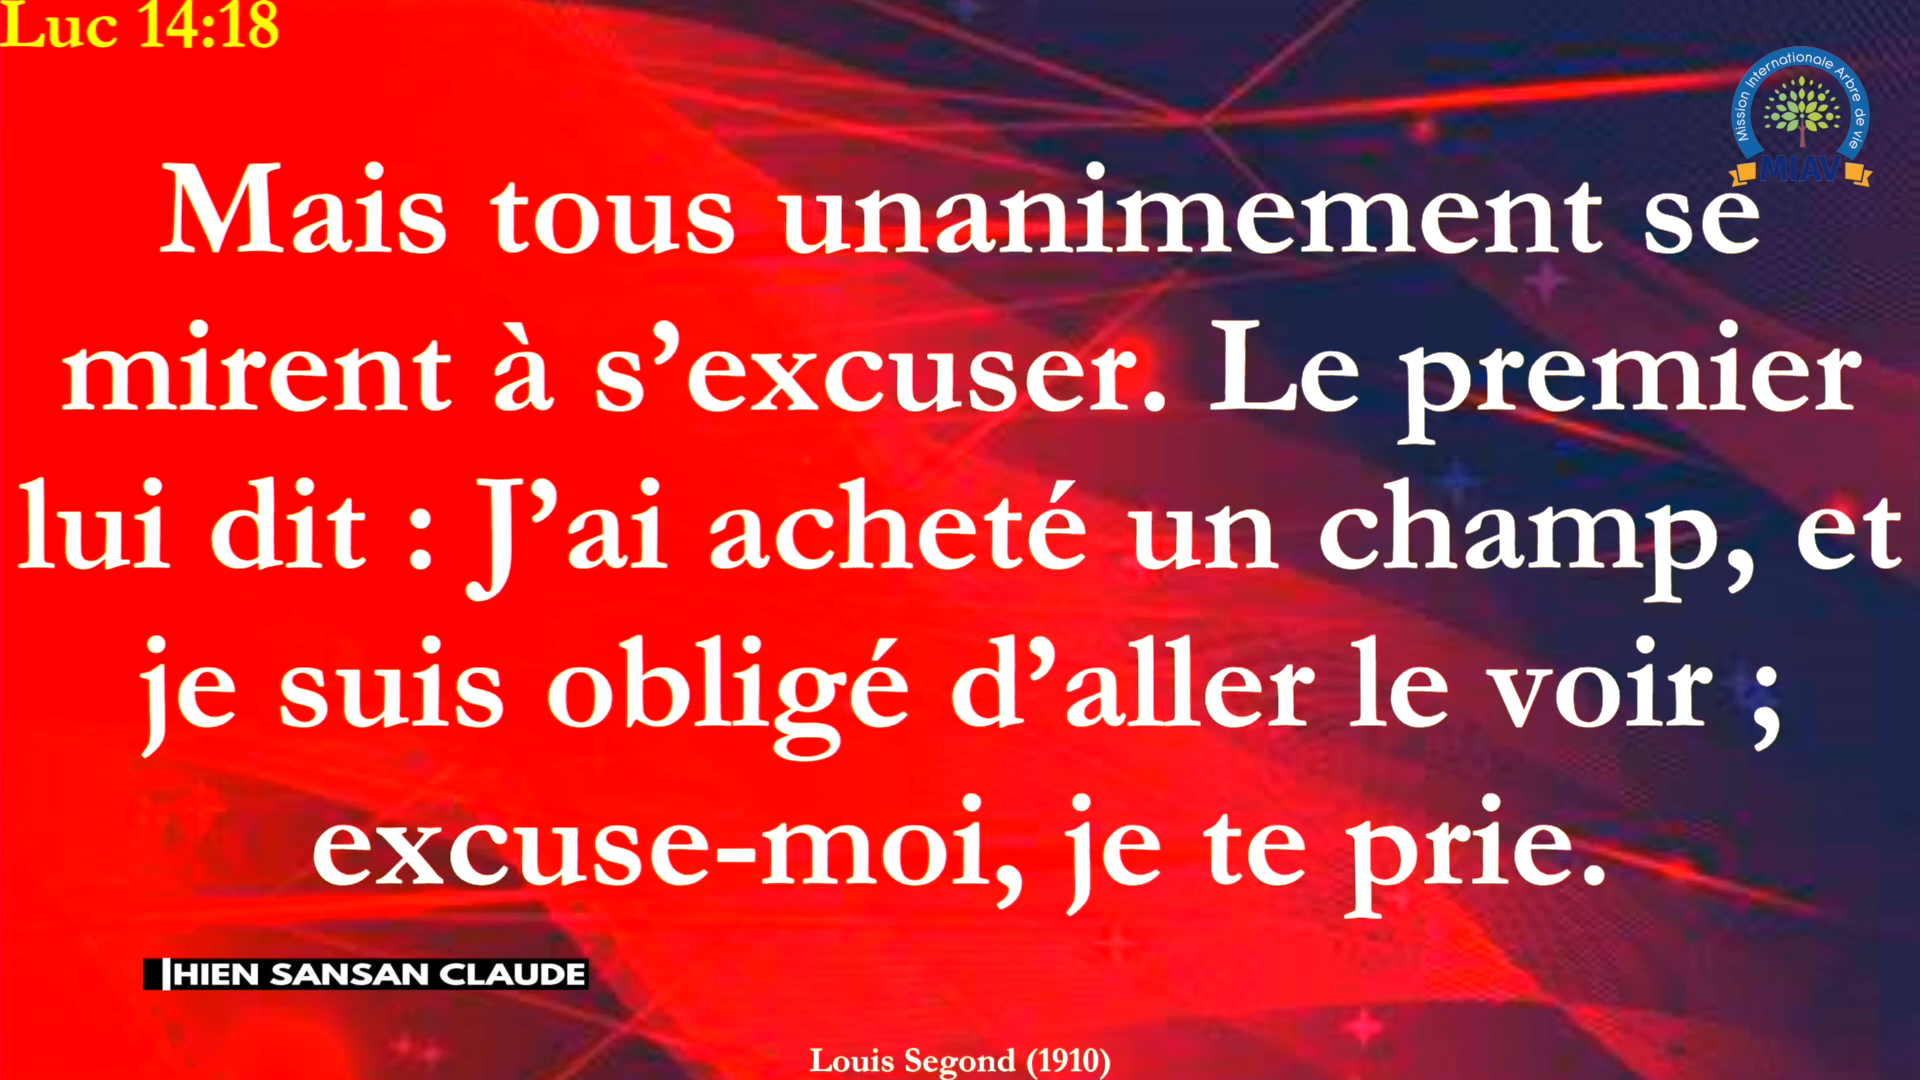 Luc 14:18
Mission Internationale Arbre de vie
MIAV
Mais tous unanimement se
mirent à s’excuser. Le premier
lui dit : J’ai acheté un champ, et
je suis obligé d’aller le voir ;
excuse-moi, je te prie.
HIEN SANSAN CLAUDE
Louis Segond (1910)